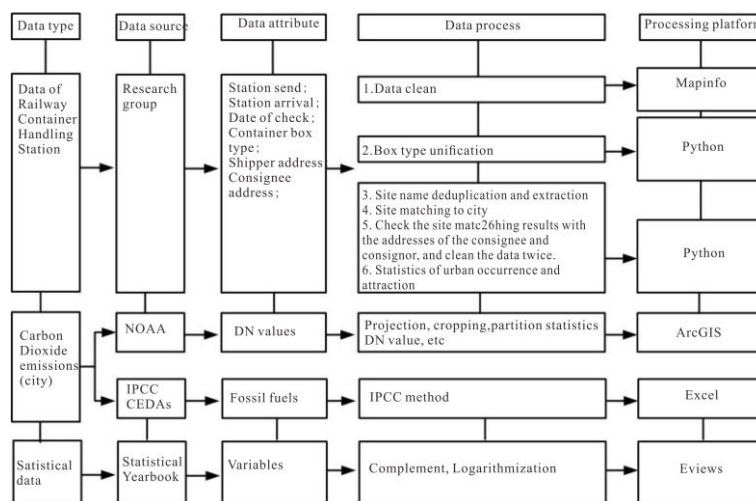 Data type
Data source
Data attribute
Data process
Processing platform
Data of
Railway
Container
Handling
Station
Research
group
Station send;
Station arrival;
Date of check;
Container box
type;
Shipper address
Consignee
address;
1.Data clean
Mapinfo
2.Box type unification
Python
3. Site name deduplication and extraction
4. Site matching to city
5. Check the site matc26hing results with
the addresses of the consignee and
consignor, and clean the data twice.
6. Statistics of urban occurrence and
attraction
Python
Carbon
Dioxide
emissions
(city)
NOAA
DN values
Projection, cropping,partition statistics
DN value, etc
ArcGIS
IPCC
CEDAs
Fossil fuels
IPCC method
Excel
Satistical
data
Statistical
Yearbook
Variables
Complement, Logarithmization
Eviews